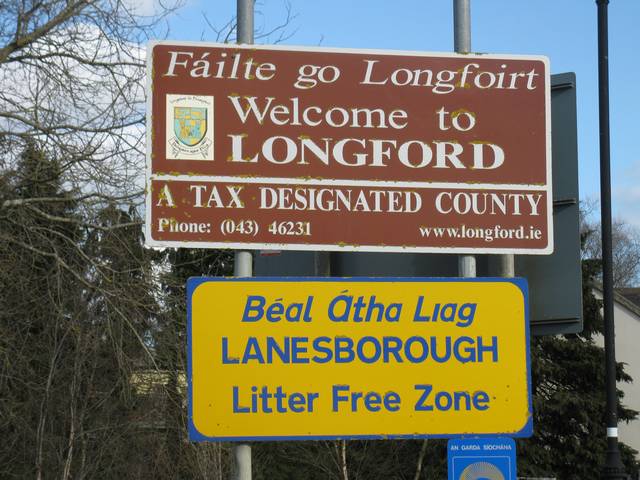 Fáilte go Longfoirt
Welcome to
LONGFORD
A TAX DESIGNATED COUNTY
Phone: (043) 46231 www.longford.ie
Béal Átha Liag
LANESBOROUGH
Litter Free Zone
AN GARDA SÍOCHÁNA